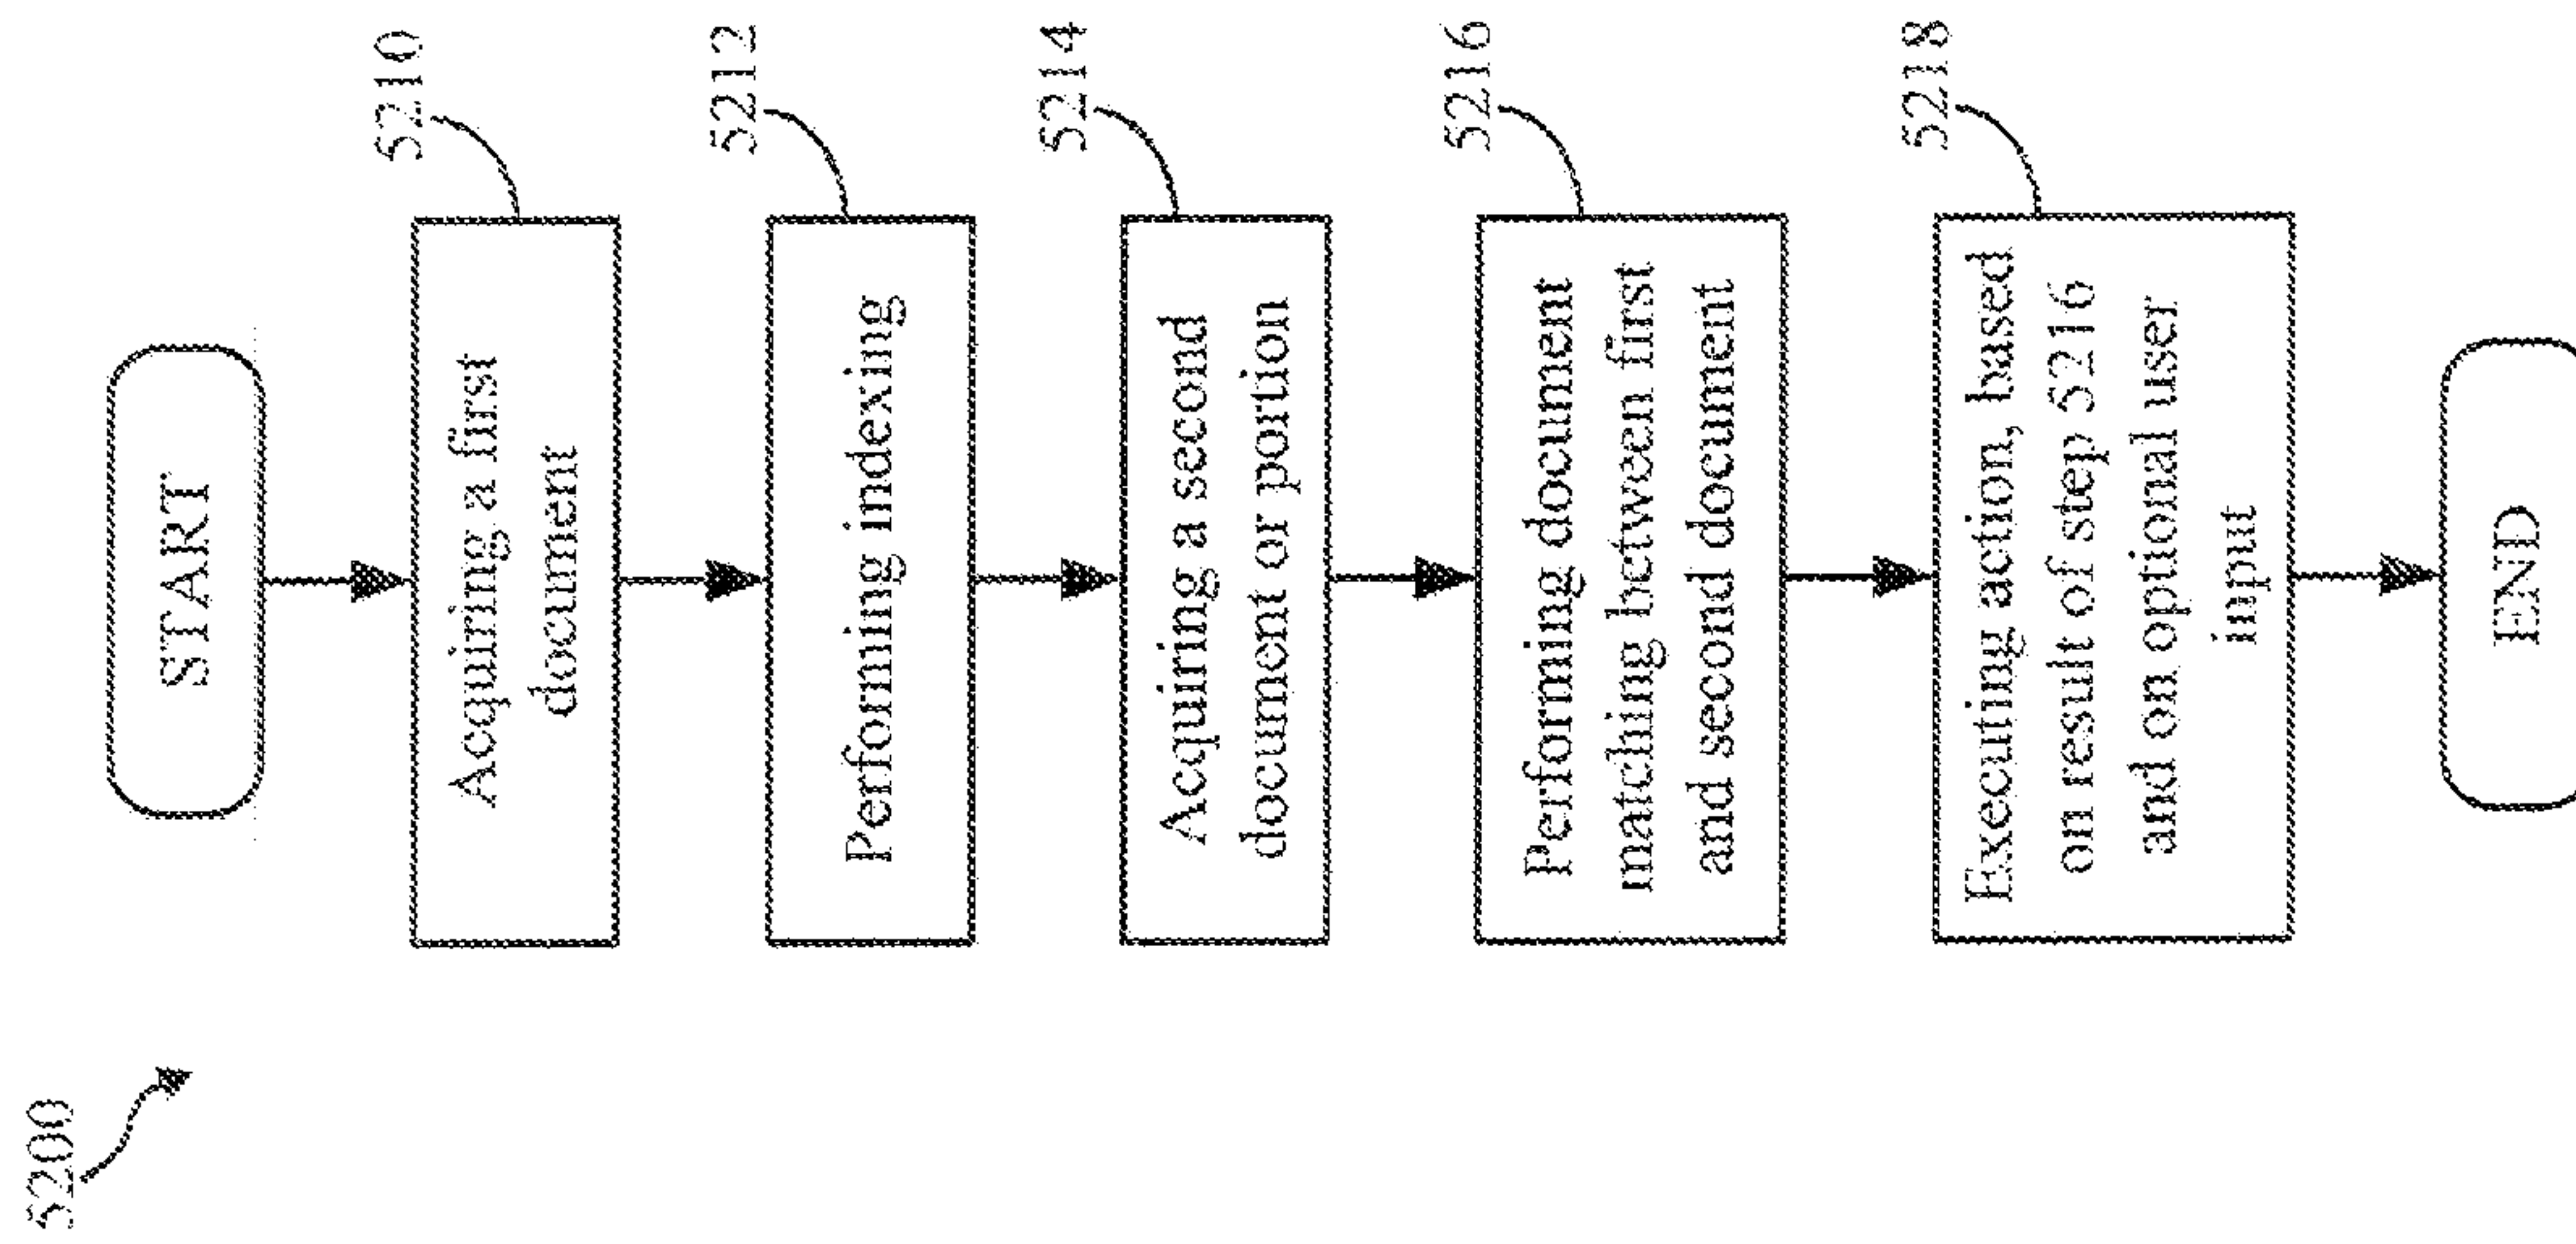 5200
START
5210
Acquiring a first
document
5212
Performing indexing
5214
Acquiring a second
document or portion
5216
Performing document
matching between first
and second document
5218
Executing action, based
on result of step 5216
and on optional user
input
END